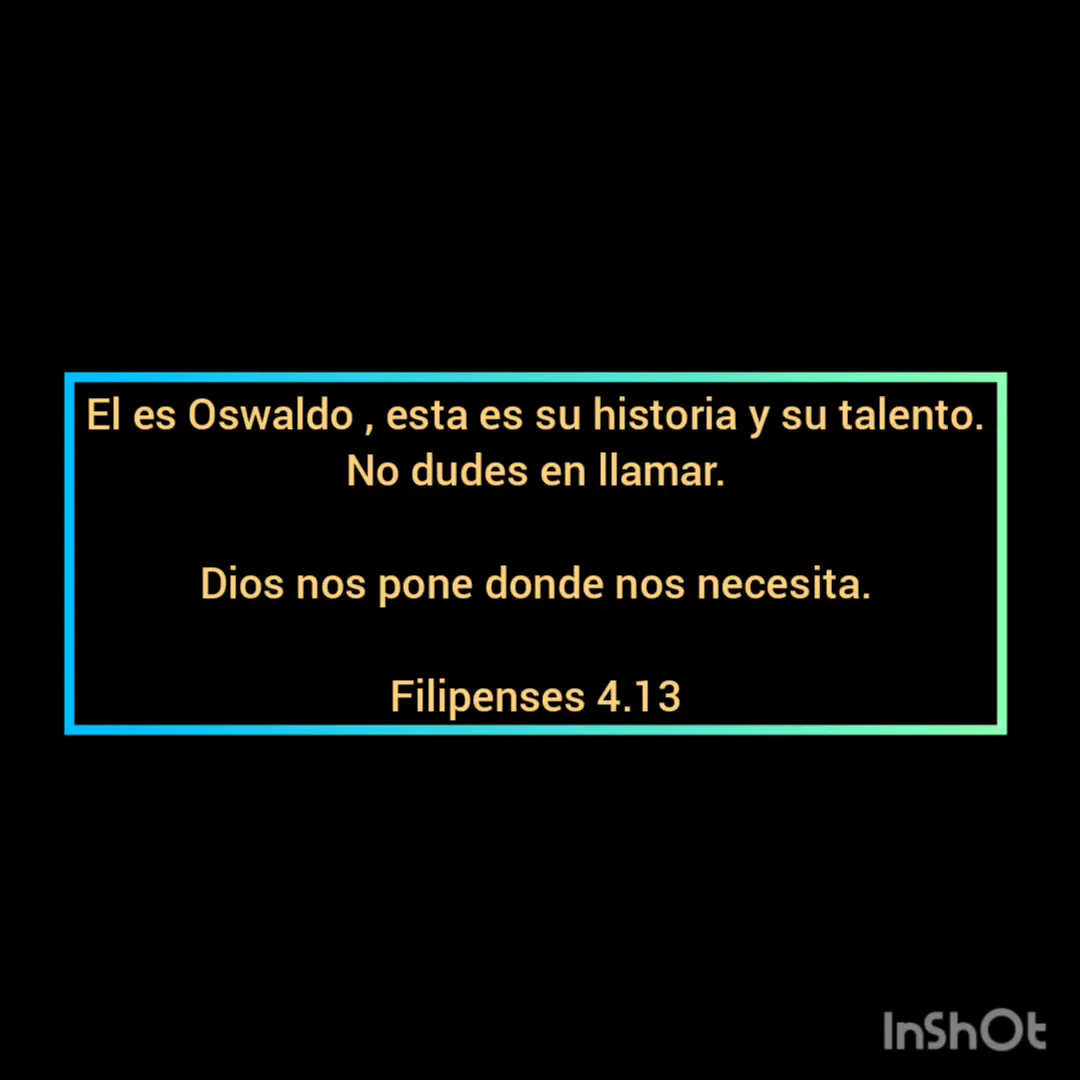 El es Oswaldo , esta es su historia y su talento.
No dudes en llamar.
Dios nos pone donde nos necesita.
Filipenses 4.13
InShOt